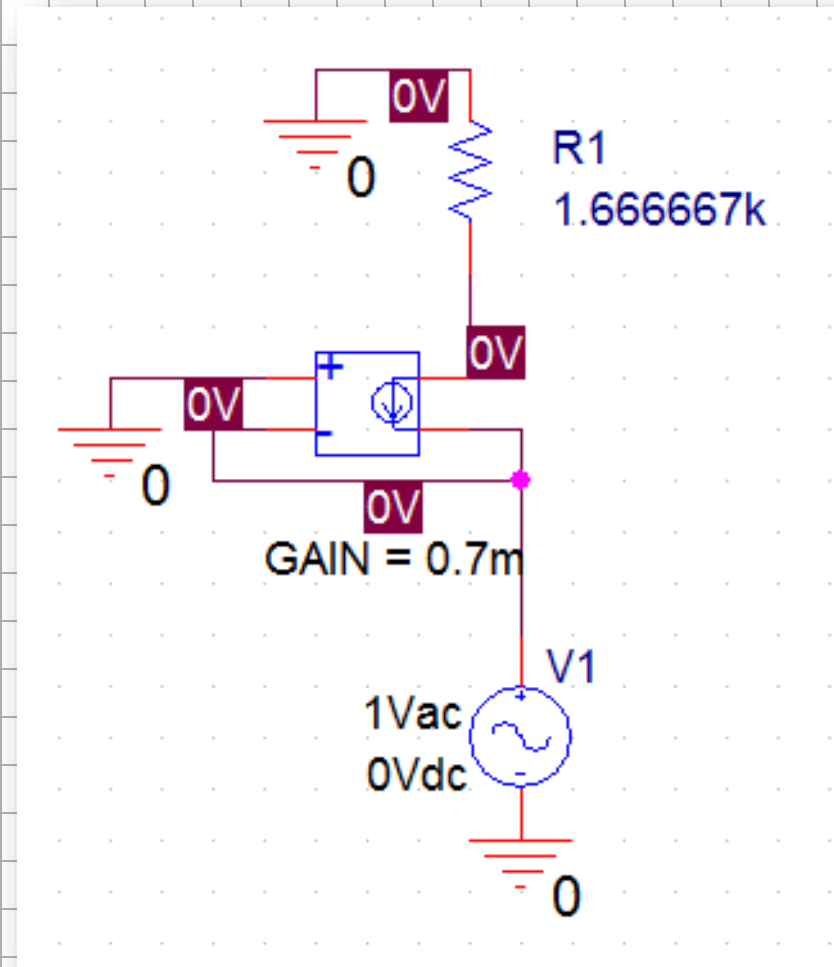 0V
0
R1
1.666667k
0V
+
0V
-
0
0V
GAIN = 0.7m
V1
1Vac
+
0Vdc
-
0